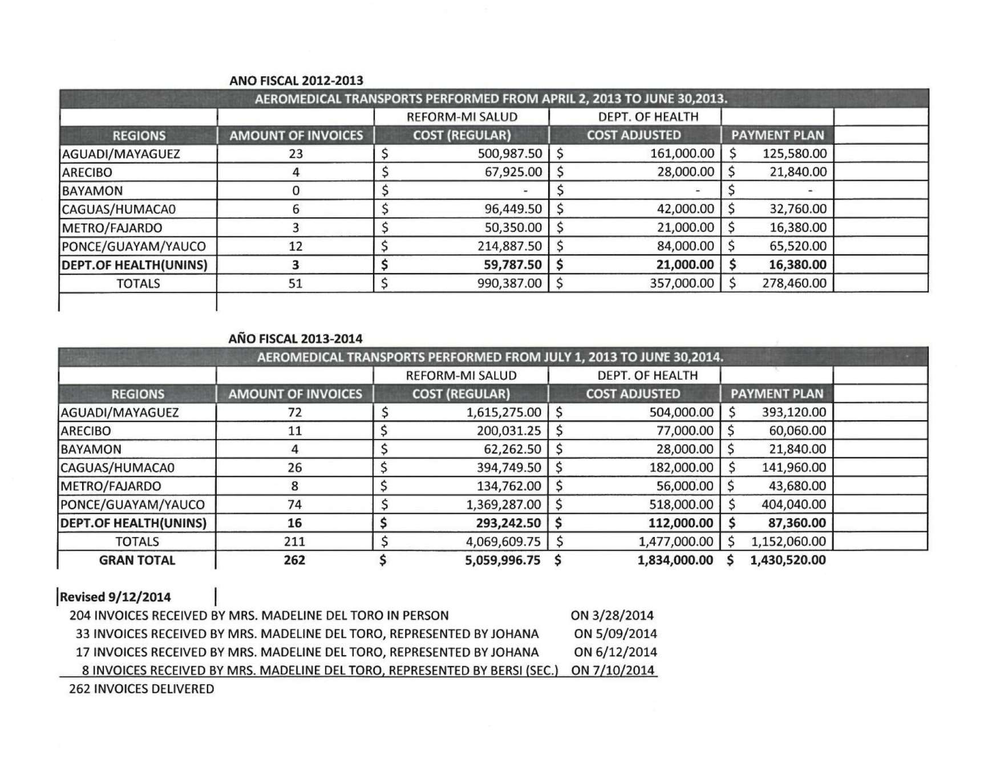 ANO FISCAL 2012-2013
AEROMEDICAL TRANSPORTS PERFORMED FROM APRIL 2, 2013 TO JUNE 30,2013.
REFORM-MI SALUD DEPT. OF HEALTH
REGIONS AMOUNT OF INVOICES COST (REGULAR) COST ADJUSTED PAYMENT PLAN
AGUADI/MAYAGUEZ 23 $ 500,987.50 $ 161,000.00 $ 125,580.00
ARECIBO 4 $ 67,925.00 $ 28,000.00 $ 21,840.00
BAYAMON 0 $ - $ - $ -
CAGUAS/HUMACAO 6 $ 96,449.50 $ 42,000.00 $ 32,760.00
METRO/FAJARDO 3 $ 50,350.00 $ 21,000.00 $ 16,380.00
PONCE/GUAYAM/YAUCO 12 $ 214,887.50 $ 84,000.00 $ 65,520.00
DEPT.OF HEALTH(UNINS) 3 $ 59,787.50 $ 21,000.00 $ 16,380.00
TOTALS 51 $ 990,387.00 $ 357,000.00 $ 278,460.00
AÑO FISCAL 2013-2014
AEROMEDICAL TRANSPORTS PERFORMED FROM JULY 1, 2013 TO JUNE 30,2014.
REFORM-MI SALUD DEPT. OF HEALTH
REGIONS AMOUNT OF INVOICES COST (REGULAR) COST ADJUSTED PAYMENT PLAN
AGUADI/MAYAGUEZ 72 $ 1,615,275.00 $ 504,000.00 $ 393,120.00
ARECIBO 11 $ 200,031.25 $ 77,000.00 $ 60,060.00
BAYAMON 4 $ 62,262.50 $ 28,000.00 $ 21,840.00
CAGUAS/HUMACAO 26 $ 394,749.50 $ 182,000.00 $ 141,960.00
METRO/FAJARDO 8 $ 134,762.00 $ 56,000.00 $ 43,680.00
PONCE/GUAYAM/YAUCO 74 $ 1,369,287.00 $ 518,000.00 $ 404,040.00
DEPT.OF HEALTH(UNINS) 16 $ 293,242.50 $ 112,000.00 $ 87,360.00
TOTALS 211 $ 4,069,609.75 $ 1,477,000.00 $ 1,152,060.00
GRAN TOTAL 262 $ 5,059,996.75 $ 1,834,000.00 $ 1,430,520.00
Revised 9/12/2014
204 INVOICES RECEIVED BY MRS. MADELINE DEL TORO IN PERSON ON 3/28/2014
33 INVOICES RECEIVED BY MRS. MADELINE DEL TORO, REPRESENTED BY JOHANA ON 5/09/2014
17 INVOICES RECEIVED BY MRS. MADELINE DEL TORO, REPRESENTED BY JOHANA ON 6/12/2014
8 INVOICES RECEIVED BY MRS. MADELINE DEL TORO, REPRESENTED BY BERSI (SEC.) ON 7/10/2014
262 INVOICES DELIVERED